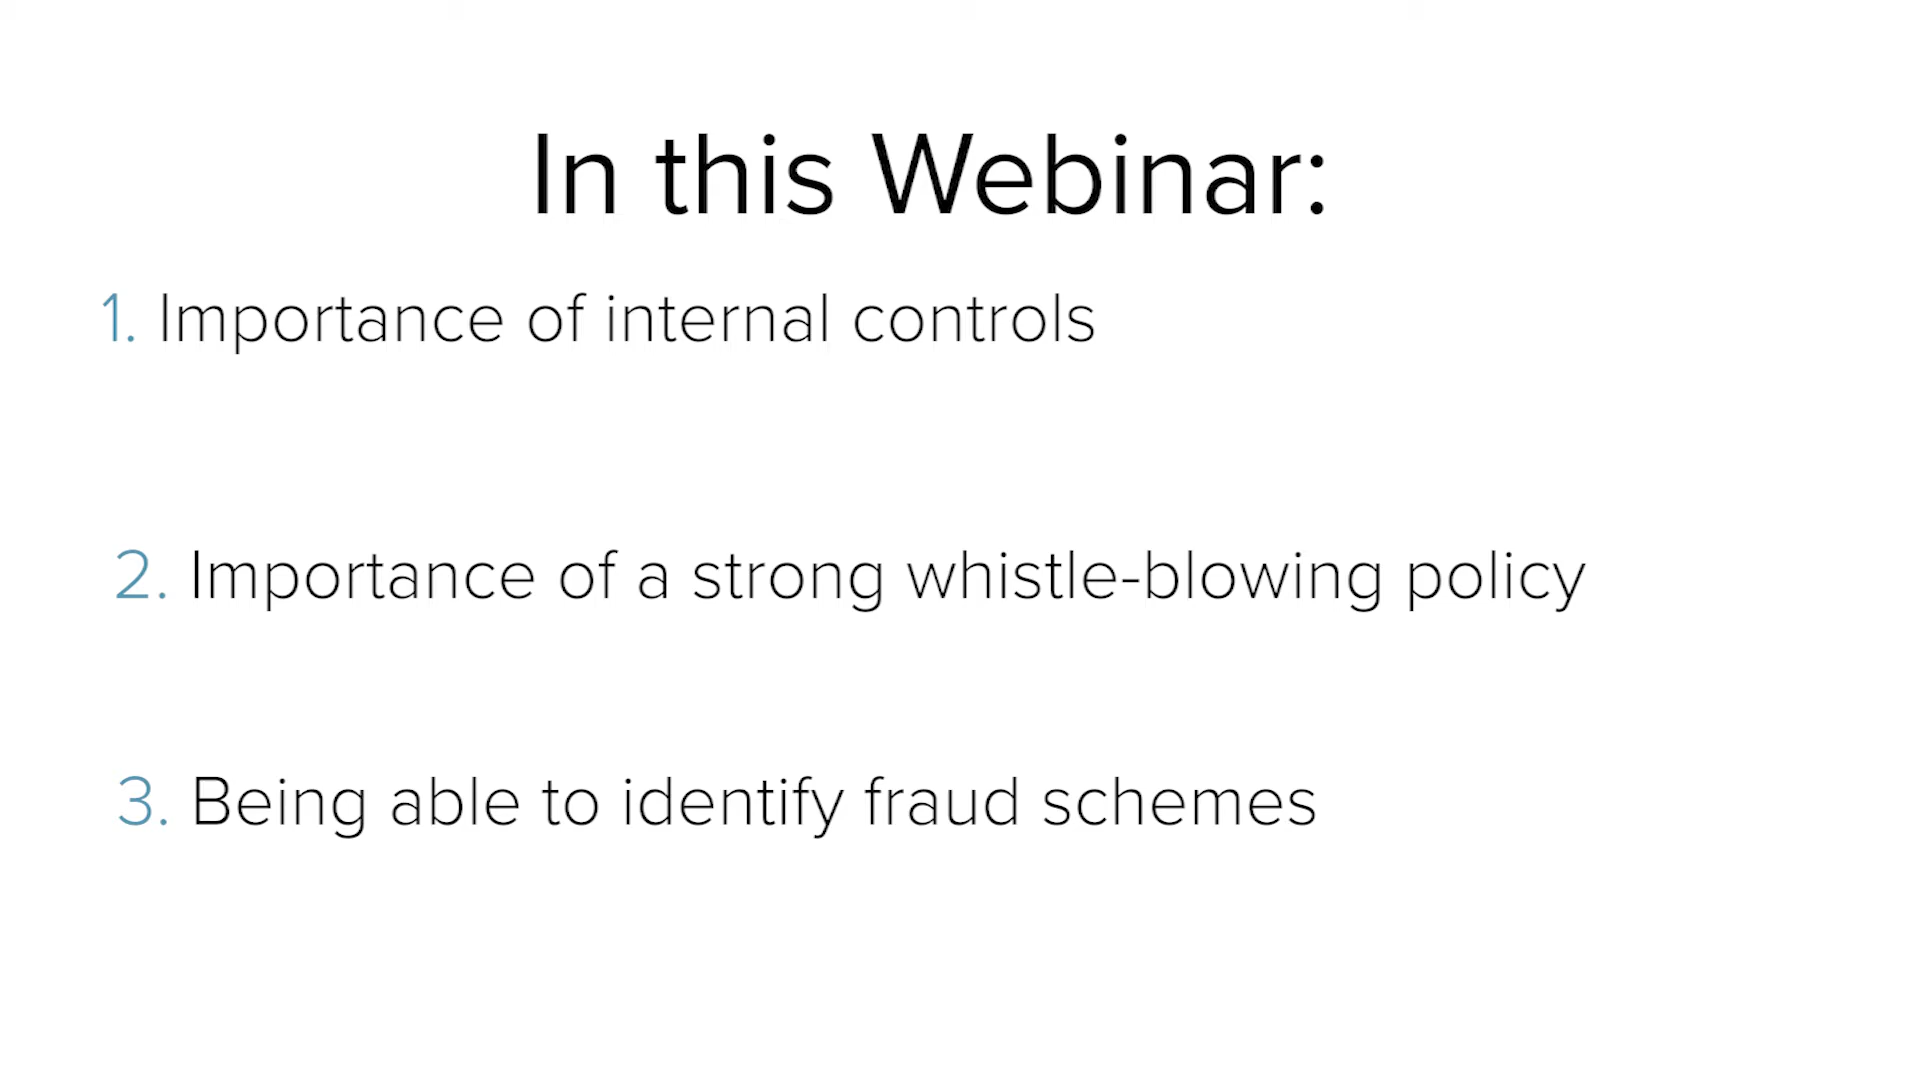 In this Webinar:
1. Importance of internal controls
2. Importance of a strong whistle-blowing policy
3. Being able to identify fraud schemes